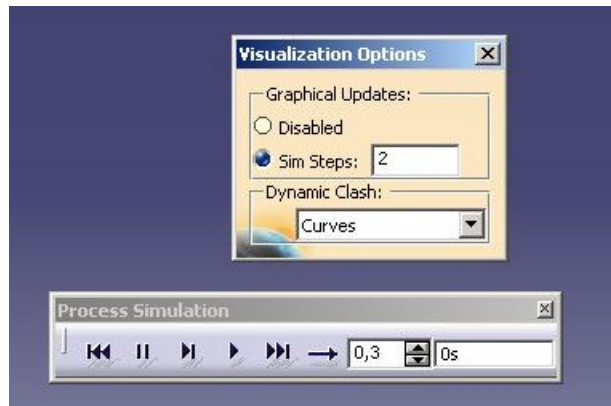 Visualization Options
Graphical Updates:
Disabled
Sim Steps: 2
Dynamic Clash:
Curves
Process Simulation
0,3 0s